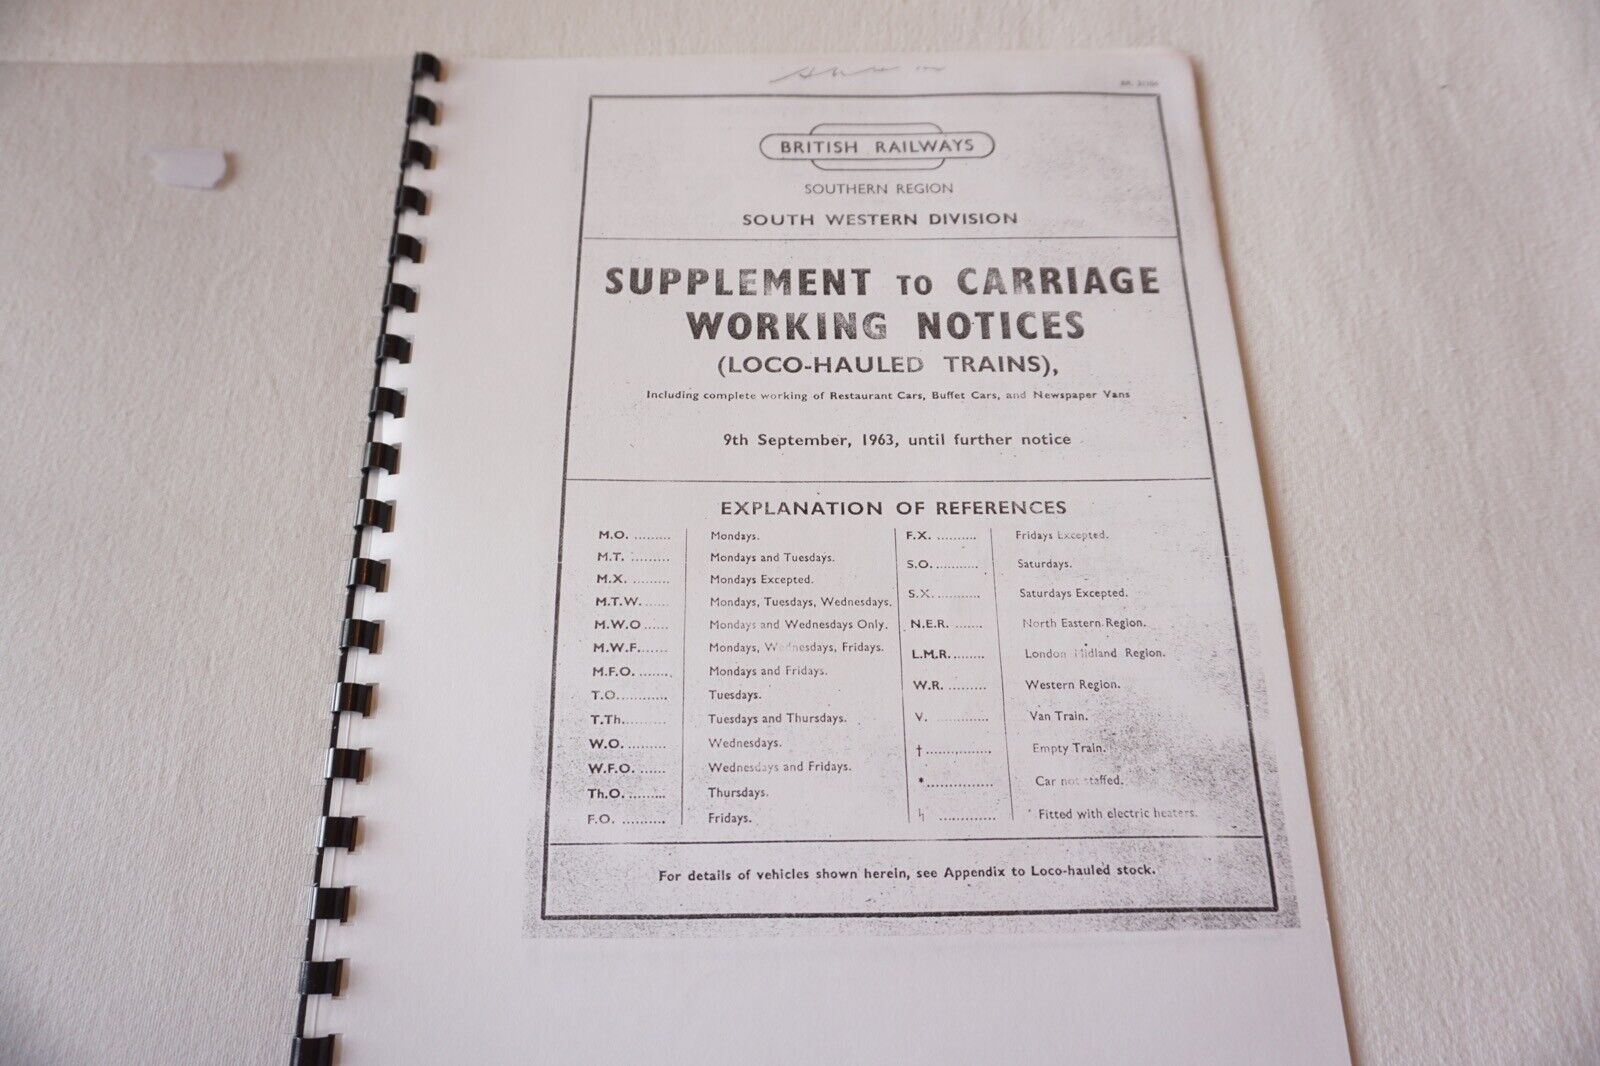 BRITISH RAILWAYS
SOUTHERN REGION
SOUTH WESTERN DIVISION
SUPPLEMENT TO CARRIAGE
WORKING NOTICES
(LOCO-HAULED TRAINS),
Including complete working of Restaurant Cars, Buffet Cars, and Newspaper Vans
9th September, 1963, until further notice
EXPLANATION OF REFERENCES
M.O. .......... Mondays.
M.T. .......... Mondays and Tuesdays.
M.X. .......... Mondays Excepted.
M.T.W. ...... Mondays, Tuesdays, Wednesdays.
M.W.O ...... Mondays and Wednesdays Only.
M.W.F. ...... Mondays, Wednesdays, Fridays.
M.F.O. ........ Mondays and Fridays.
T.O. ........... Tuesdays.
T.Th. ......... Tuesdays and Thursdays.
W.O. .......... Wednesdays.
W.F.O. ....... Wednesdays and Fridays.
Th.O. ......... Thursdays.
F.O. ........... Fridays.
F.X. .......... Fridays Excepted.
S.O. ........... Saturdays.
S.X. ........... Saturdays Excepted.
N.E.R. ....... North Eastern Region.
L.M.R. ........ London Midland Region.
W.R. .......... Western Region.
V. ............. Van Train.
† ................ Empty Train.
* ................ Car not staffed.
ϟ .............. Fitted with electric heaters.
For details of vehicles shown herein, see Appendix to Loco-hauled stock.